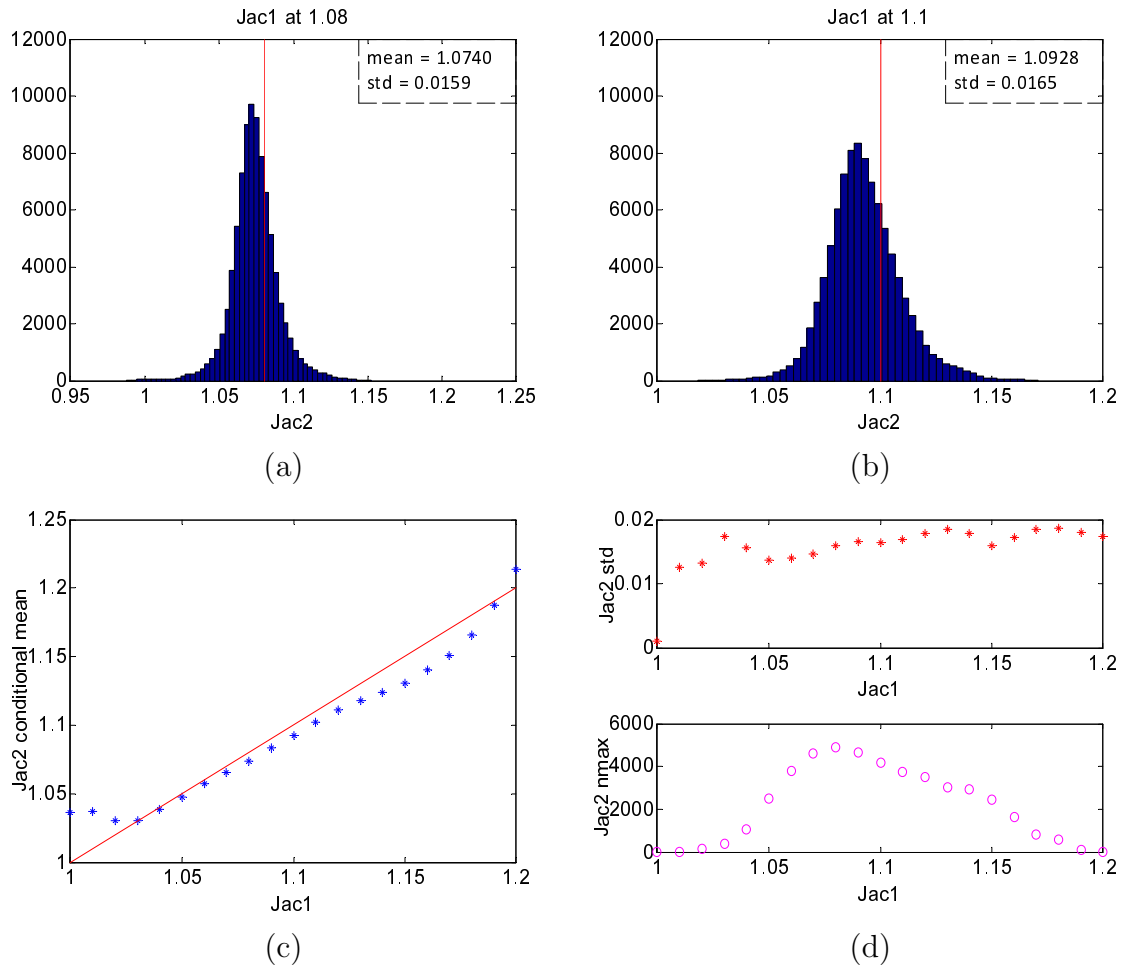 Jac1 at 1.08
12000
10000
8000
6000
4000
2000
0
mean = 1.0740
std = 0.0159
0.95 1 1.05 1.1 1.15 1.2 1.25
Jac2
(a)
Jac1 at 1.1
12000
10000
8000
6000
4000
2000
0
mean = 1.0928
std = 0.0165
1 1.05 1.1 1.15 1.2
Jac2
(b)
Jac2 conditional mean
1.25
1.2
1.15
1.1
1.05
1
1 1.05 1.1 1.15 1.2
Jac1
(c)
Jac2 std
0.02
0.01
0
1 1.05 1.1 1.15 1.2
Jac1
Jac2 nmax
6000
4000
2000
0
1 1.05 1.1 1.15 1.2
Jac1
(d)